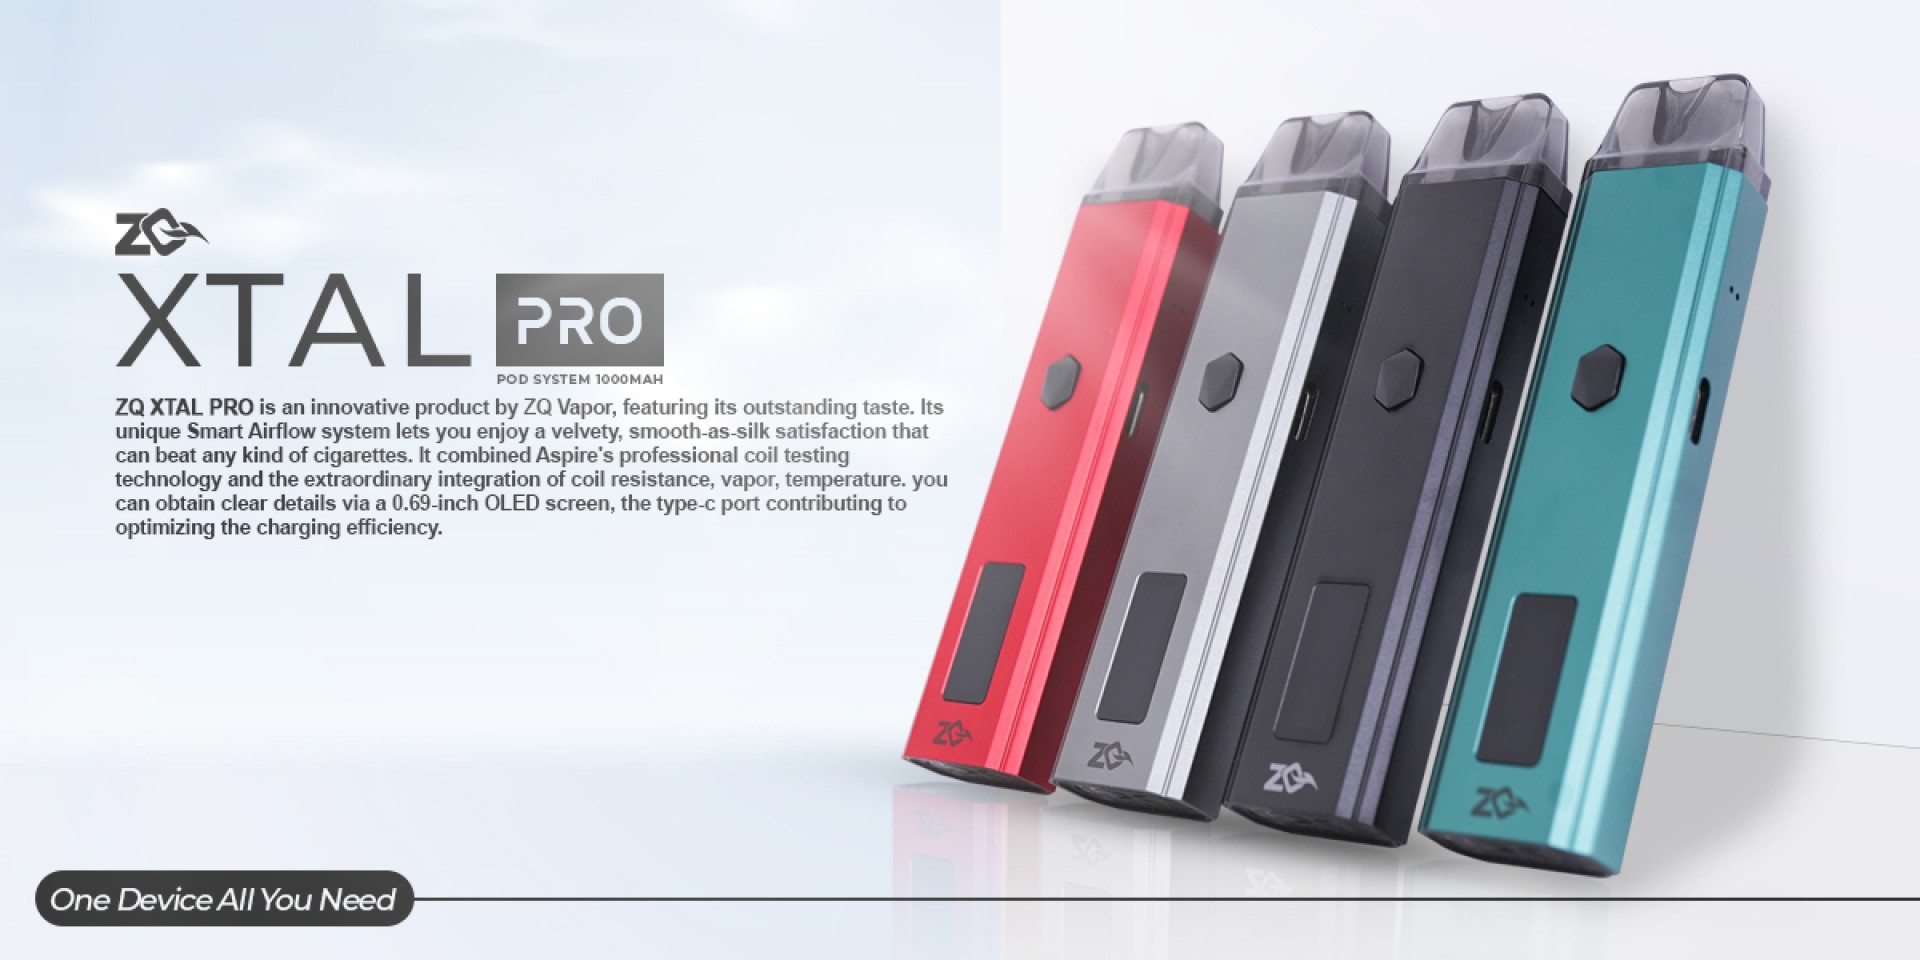 ZQ
XTAL PRO
POD SYSTEM 1000MAH
ZQ XTAL PRO is an innovative product by ZQ Vapor, featuring its outstanding taste. Its
unique Smart Airflow system lets you enjoy a velvety, smooth-as-silk satisfaction that
can beat any kind of cigarettes. It combined Aspire's professional coil testing
technology and the extraordinary integration of coil resistance, vapor, temperature. you
can obtain clear details via a 0.69-inch OLED screen, the type-c port contributing to
optimizing the charging efficiency.
ZQ
ZQ
ZQ
ZQ
One Device All You Need